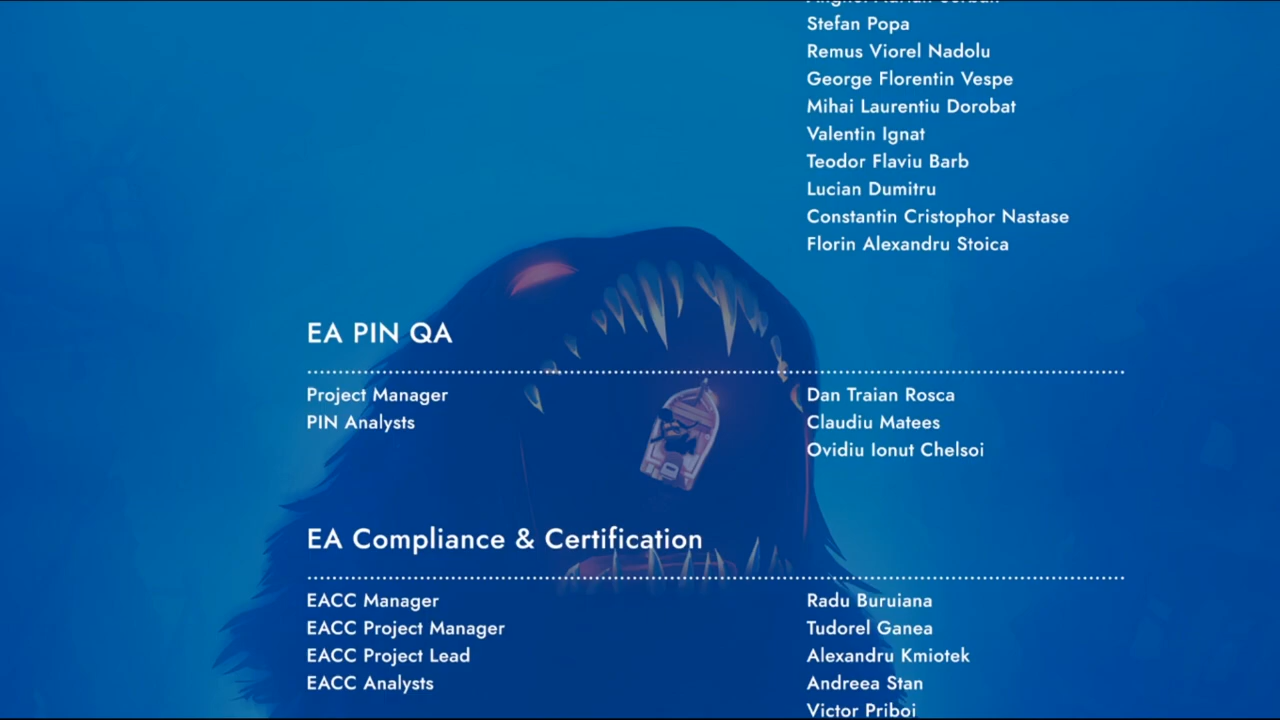 Stefan Popa
Remus Viorel Nadolu
George Florentin Vespe
Mihai Laurentiu Dorobat
Valentin Ignat
Teodor Flaviu Barb
Lucian Dumitru
Constantin Cristophor Nastase
Florin Alexandru Stoica
EA PIN QA
Project Manager Dan Traian Rosca
PIN Analysts Claudiu Matees
Ovidiu Ionut Chelsoi
EA Compliance & Certification
EACC Manager Radu Buruiana
EACC Project Manager Tudorel Ganea
EACC Project Lead Alexandru Kmiotek
EACC Analysts Andreea Stan
Victor Priboi